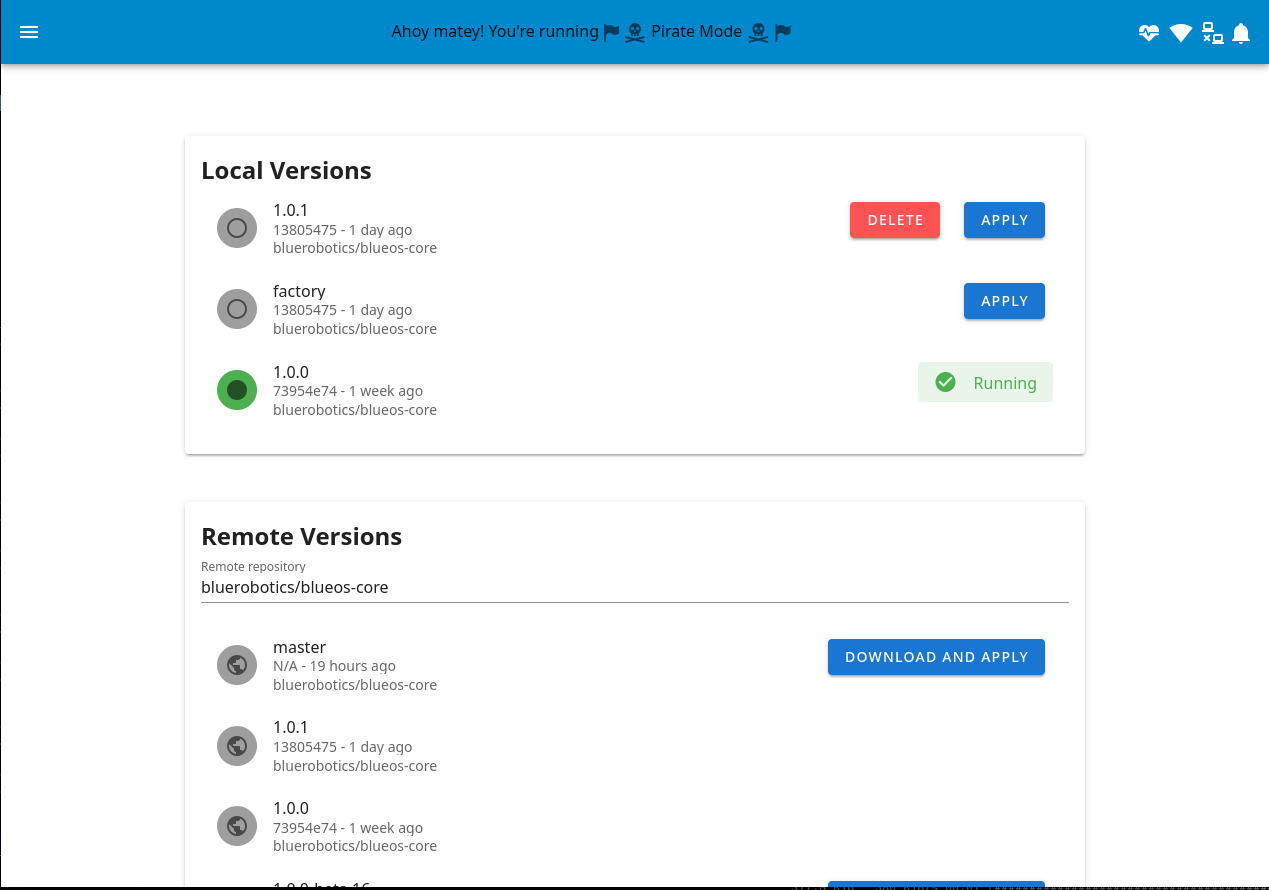 Ahoy matey! You're running Pirate Mode
Local Versions
1.0.1
13805475 - 1 day ago
bluerobotics/blueos-core
DELETE
APPLY
factory
13805475 - 1 day ago
bluerobotics/blueos-core
APPLY
1.0.0
73954e74 - 1 week ago
bluerobotics/blueos-core
Running
Remote Versions
Remote repository
bluerobotics/blueos-core
master
N/A - 19 hours ago
bluerobotics/blueos-core
DOWNLOAD AND APPLY
1.0.1
13805475 - 1 day ago
bluerobotics/blueos-core
1.0.0
73954e74 - 1 week ago
bluerobotics/blueos-core